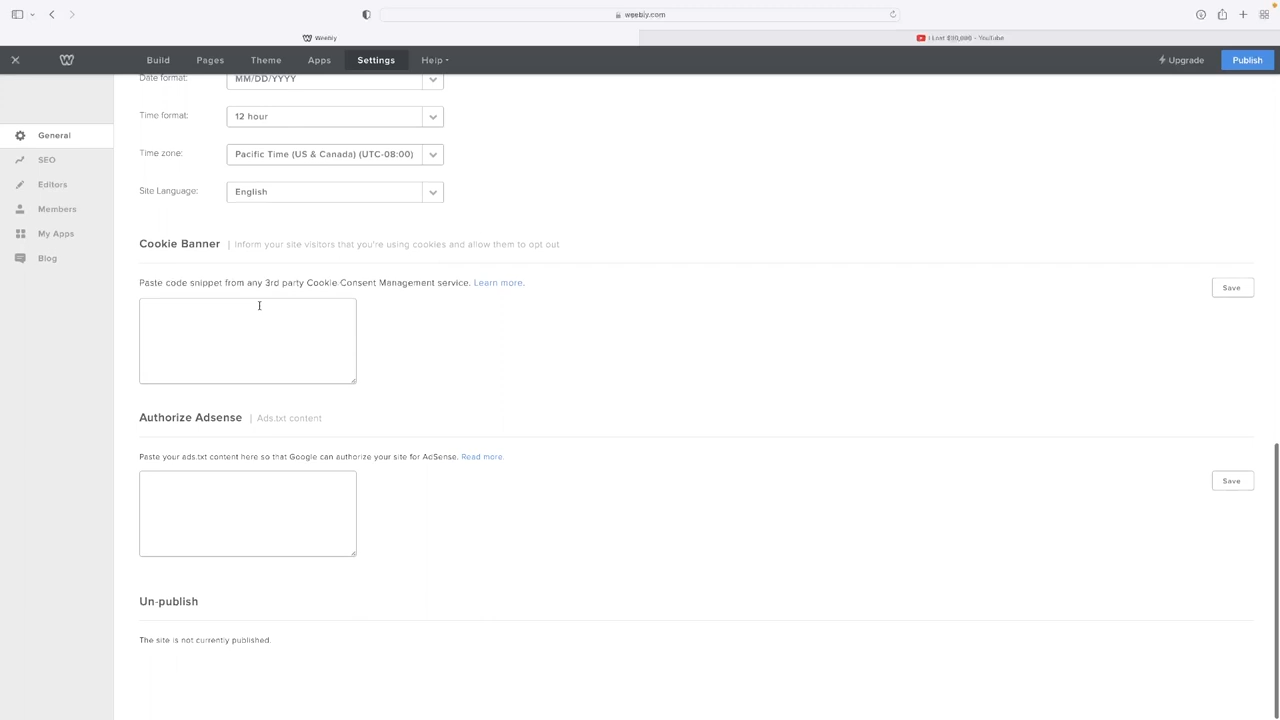 weebly.com
Weebly
I Lost $90,000 - YouTube
Build
Pages
Theme
Apps
Settings
Help
Upgrade
Publish
Date format:
MM/DD/YYYY
Time format:
12 hour
General
Time zone:
Pacific Time (US & Canada) (UTC-08:00)
SEO
Editors
Site Language:
English
Members
My Apps
Blog
Cookie Banner | Inform your site visitors that you're using cookies and allow them to opt out
Paste code snippet from any 3rd party Cookie Consent Management service. Learn more.
Save
Authorize Adsense | Ads.txt content
Paste your ads.txt content here so that Google can authorize your site for AdSense. Read more.
Save
Un-publish
The site is not currently published.